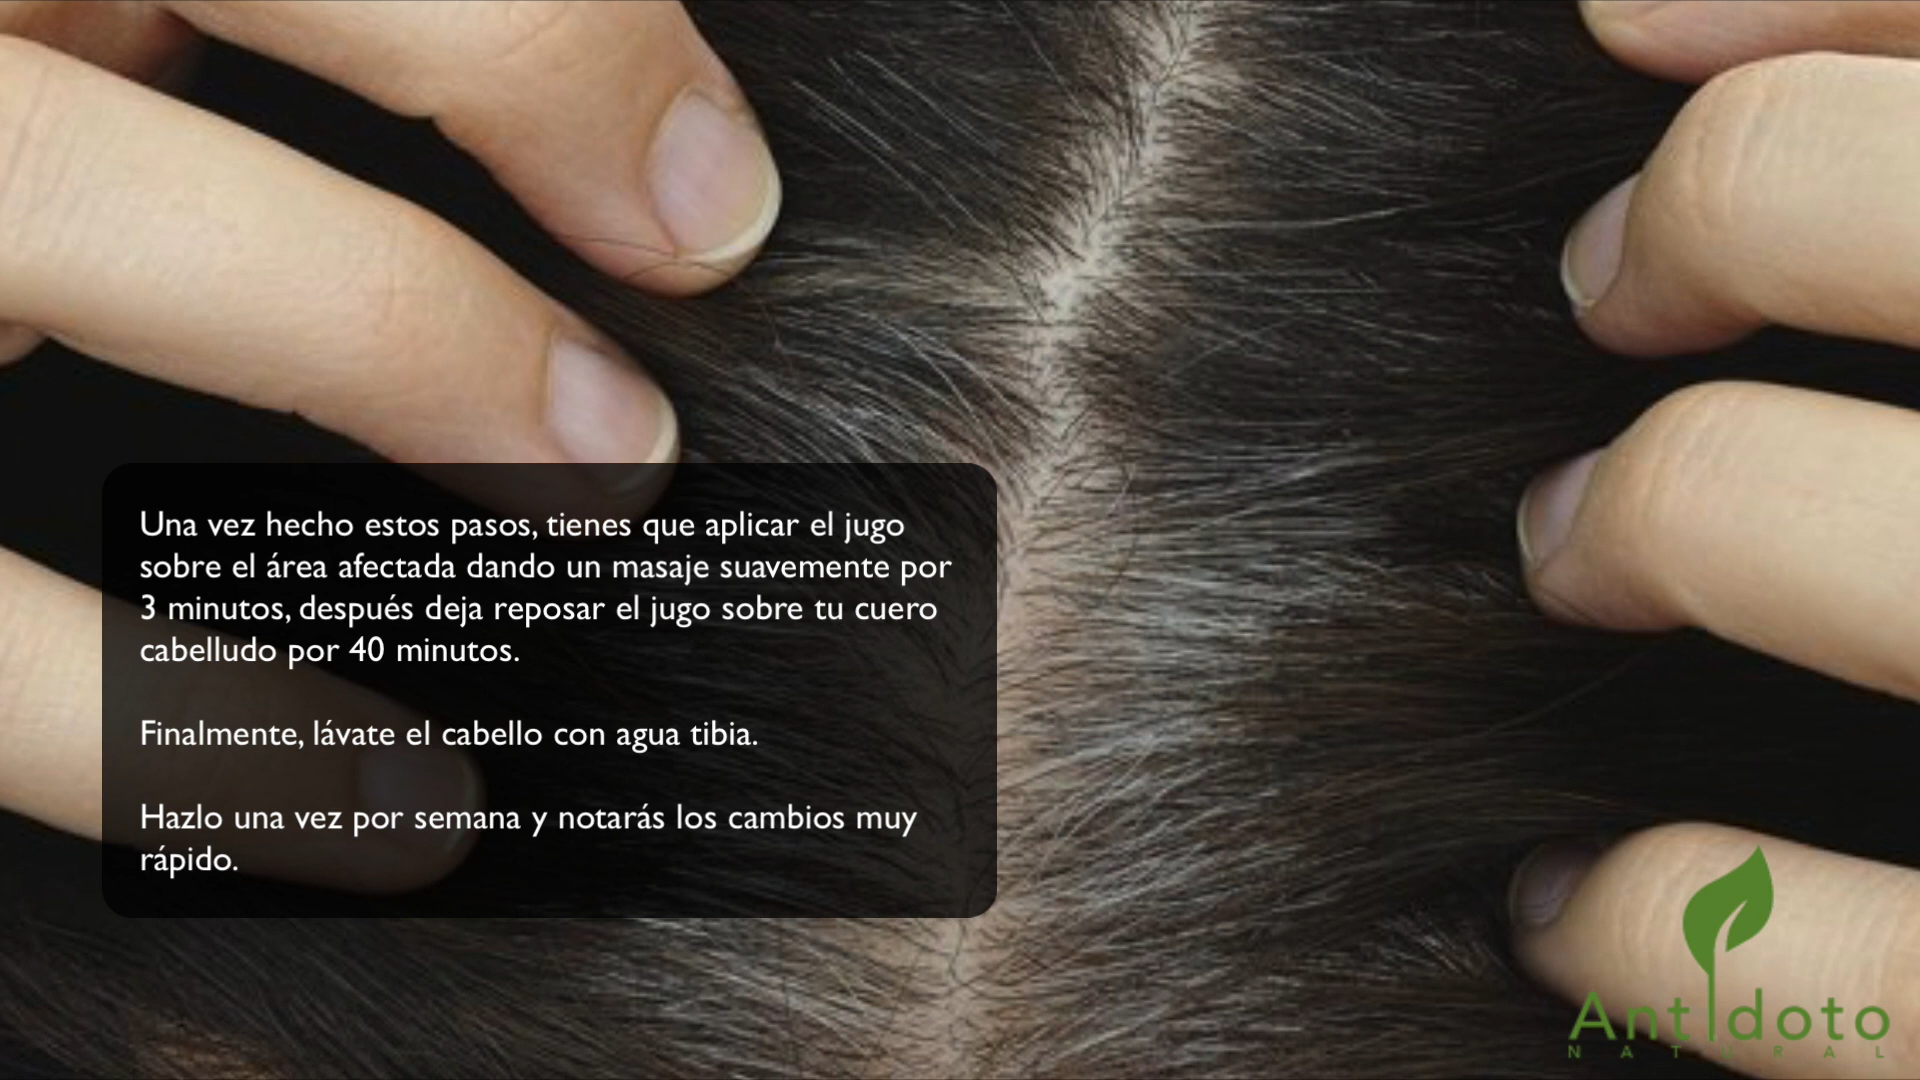 Una vez hecho estos pasos, tienes que aplicar el jugo
sobre el área afectada dando un masaje suavemente por
3 minutos, después deja reposar el jugo sobre tu cuero
cabelludo por 40 minutos.
Finalmente, lávate el cabello con agua tibia.
Hazlo una vez por semana y notarás los cambios muy
rápido.
Antidoto
NATURAL